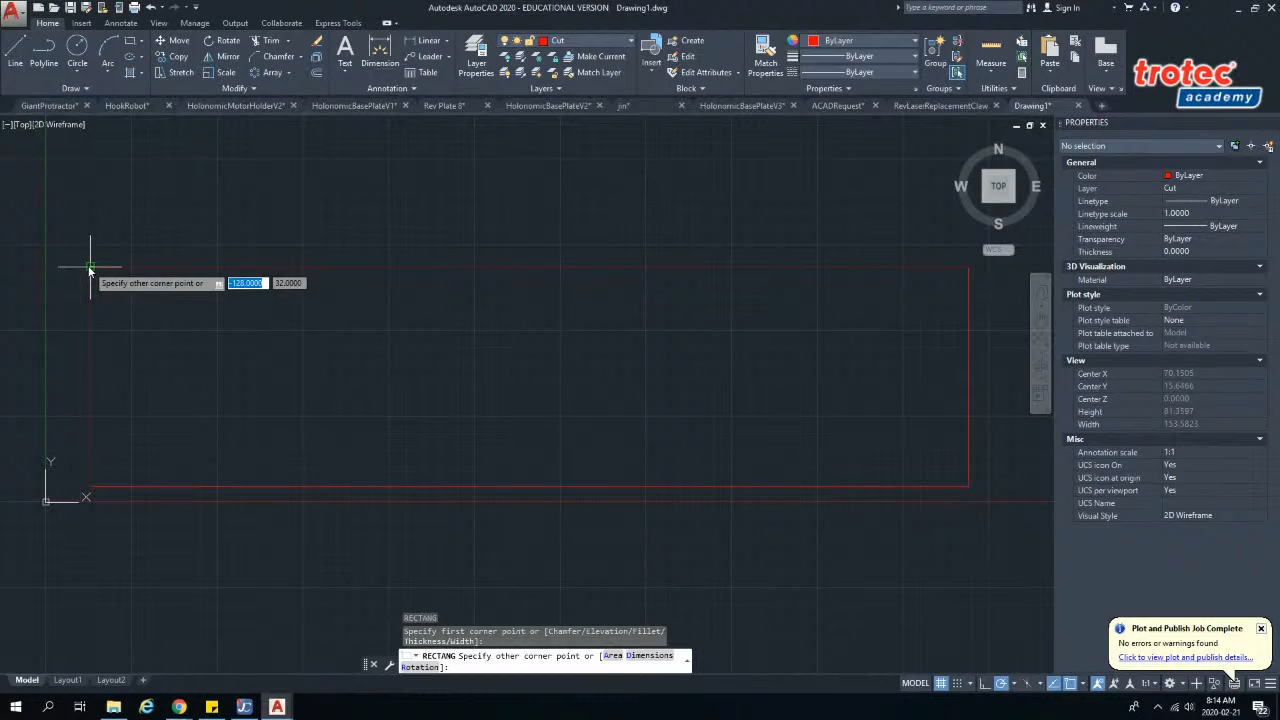 Autodesk AutoCAD 2020 - EDUCATIONAL VERSION Drawing1.dwg
Type a keyword or phrase
Sign In
Home Insert Annotate View Manage Output Collaborate Express Tools
Line Polyline Circle Arc
Move Rotate Trim
Copy Mirror Chamfer
Stretch Scale Array
Text Dimension
Linear
Leader
Table
Layer
Properties
Cut
Make Current
Match Layer
Insert
Create
Edit
Edit Attributes
Match
Properties
ByLayer
ByLayer
ByLayer
Group
Measure
Paste
Base
Draw Modify Annotation Layers Block Properties Groups Utilities Clipboard View
trotec
academy
GiantProtractor* HookRobot* HolonomicMotorHolderV2* HolonomicBasePlateV1* Rev Plate 8* HolonomicBasePlateV2* jin* HolonomicBasePlateV3* ACADRequest* RevLaserReplacementClaw Drawing1*
[−][Top][2D Wireframe]
N
W TOP E
S
WCS
Specify other corner point or -128.0000 32.0000
Y
X
PROPERTIES
No selection
General
Color ByLayer
Layer Cut
Linetype ByLayer
Linetype scale 1.0000
Lineweight ByLayer
Transparency ByLayer
Thickness 0.0000
3D Visualization
Material ByLayer
Plot style
Plot style ByColor
Plot style table None
Plot table attached to Model
Plot table type Not available
View
Center X 70.1505
Center Y 15.6466
Center Z 0.0000
Height 81.3597
Width 153.5823
Misc
Annotation scale 1:1
UCS icon On Yes
UCS icon at origin Yes
UCS per viewport Yes
UCS Name
Visual Style 2D Wireframe
RECTANG
Specify first corner point or [Chamfer/Elevation/Fillet/
Thickness/Width]:
RECTANG Specify other corner point or [Area Dimensions
Rotation]:
Plot and Publish Job Complete
No errors or warnings found
Click to view plot and publish details...
Model Layout1 Layout2
MODEL
1:1
8:14 AM
2020-02-21
22